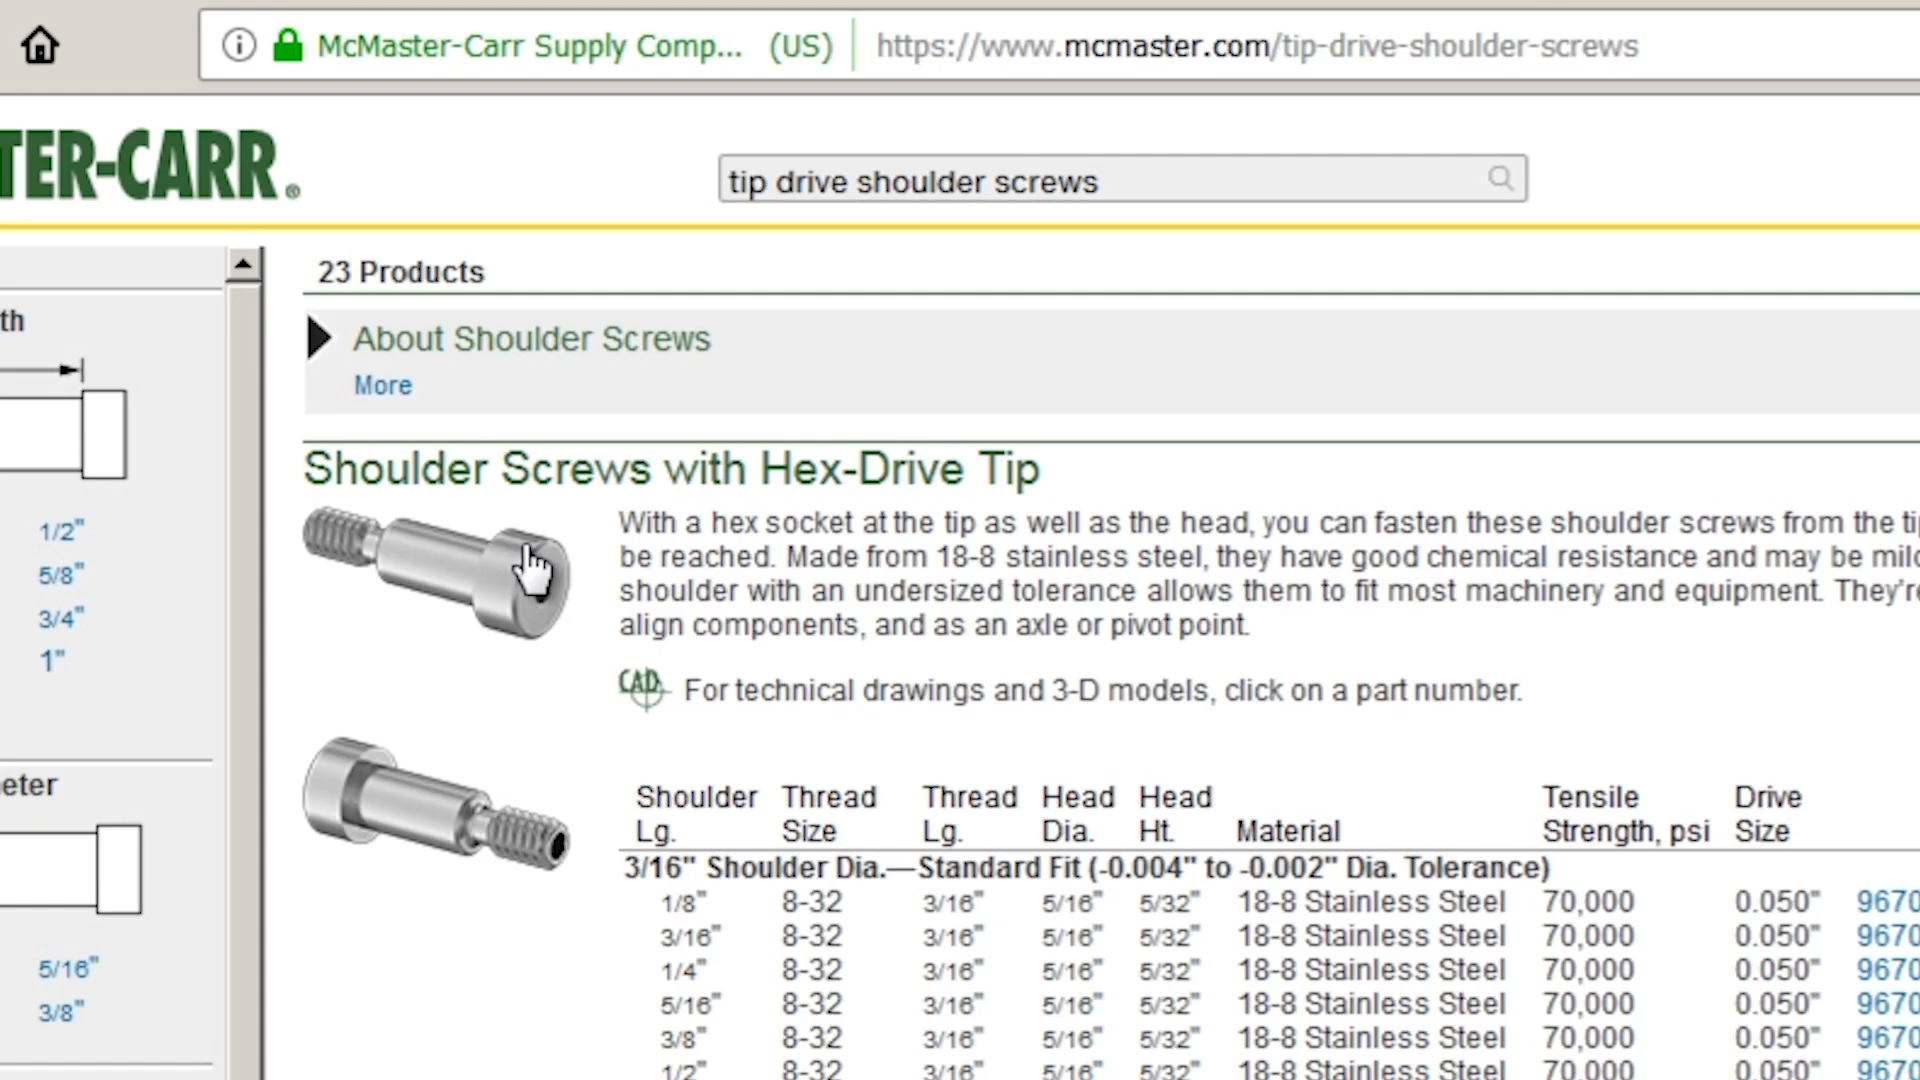 McMaster-Carr Supply Comp... (US) https://www.mcmaster.com/tip-drive-shoulder-screws
TER-CARR®
tip drive shoulder screws
23 Products
th
About Shoulder Screws
More
Shoulder Screws with Hex-Drive Tip
1/2"
5/8"
3/4"
1"
With a hex socket at the tip as well as the head, you can fasten these shoulder screws from the
be reached. Made from 18-8 stainless steel, they have good chemical resistance and may be
shoulder with an undersized tolerance allows them to fit most machinery and equipment. They're
align components, and as an axle or pivot point.
CAD For technical drawings and 3-D models, click on a part number.
eter
5/16"
3/8"
Shoulder Lg. Thread Size Thread Lg. Head Dia. Head Ht. Material Tensile Strength, psi Drive Size
3/16" Shoulder Dia.—Standard Fit (-0.004" to -0.002" Dia. Tolerance)
1/8" 8-32 3/16" 5/16" 5/32" 18-8 Stainless Steel 70,000 0.050" 9670
3/16" 8-32 3/16" 5/16" 5/32" 18-8 Stainless Steel 70,000 0.050" 9670
1/4" 8-32 3/16" 5/16" 5/32" 18-8 Stainless Steel 70,000 0.050" 9670
5/16" 8-32 3/16" 5/16" 5/32" 18-8 Stainless Steel 70,000 0.050" 9670
3/8" 8-32 3/16" 5/16" 5/32" 18-8 Stainless Steel 70,000 0.050" 9670
1/2" 8-32 3/16" 5/16" 5/32" 18-8 Stainless Steel 70,000 0.050" 9670